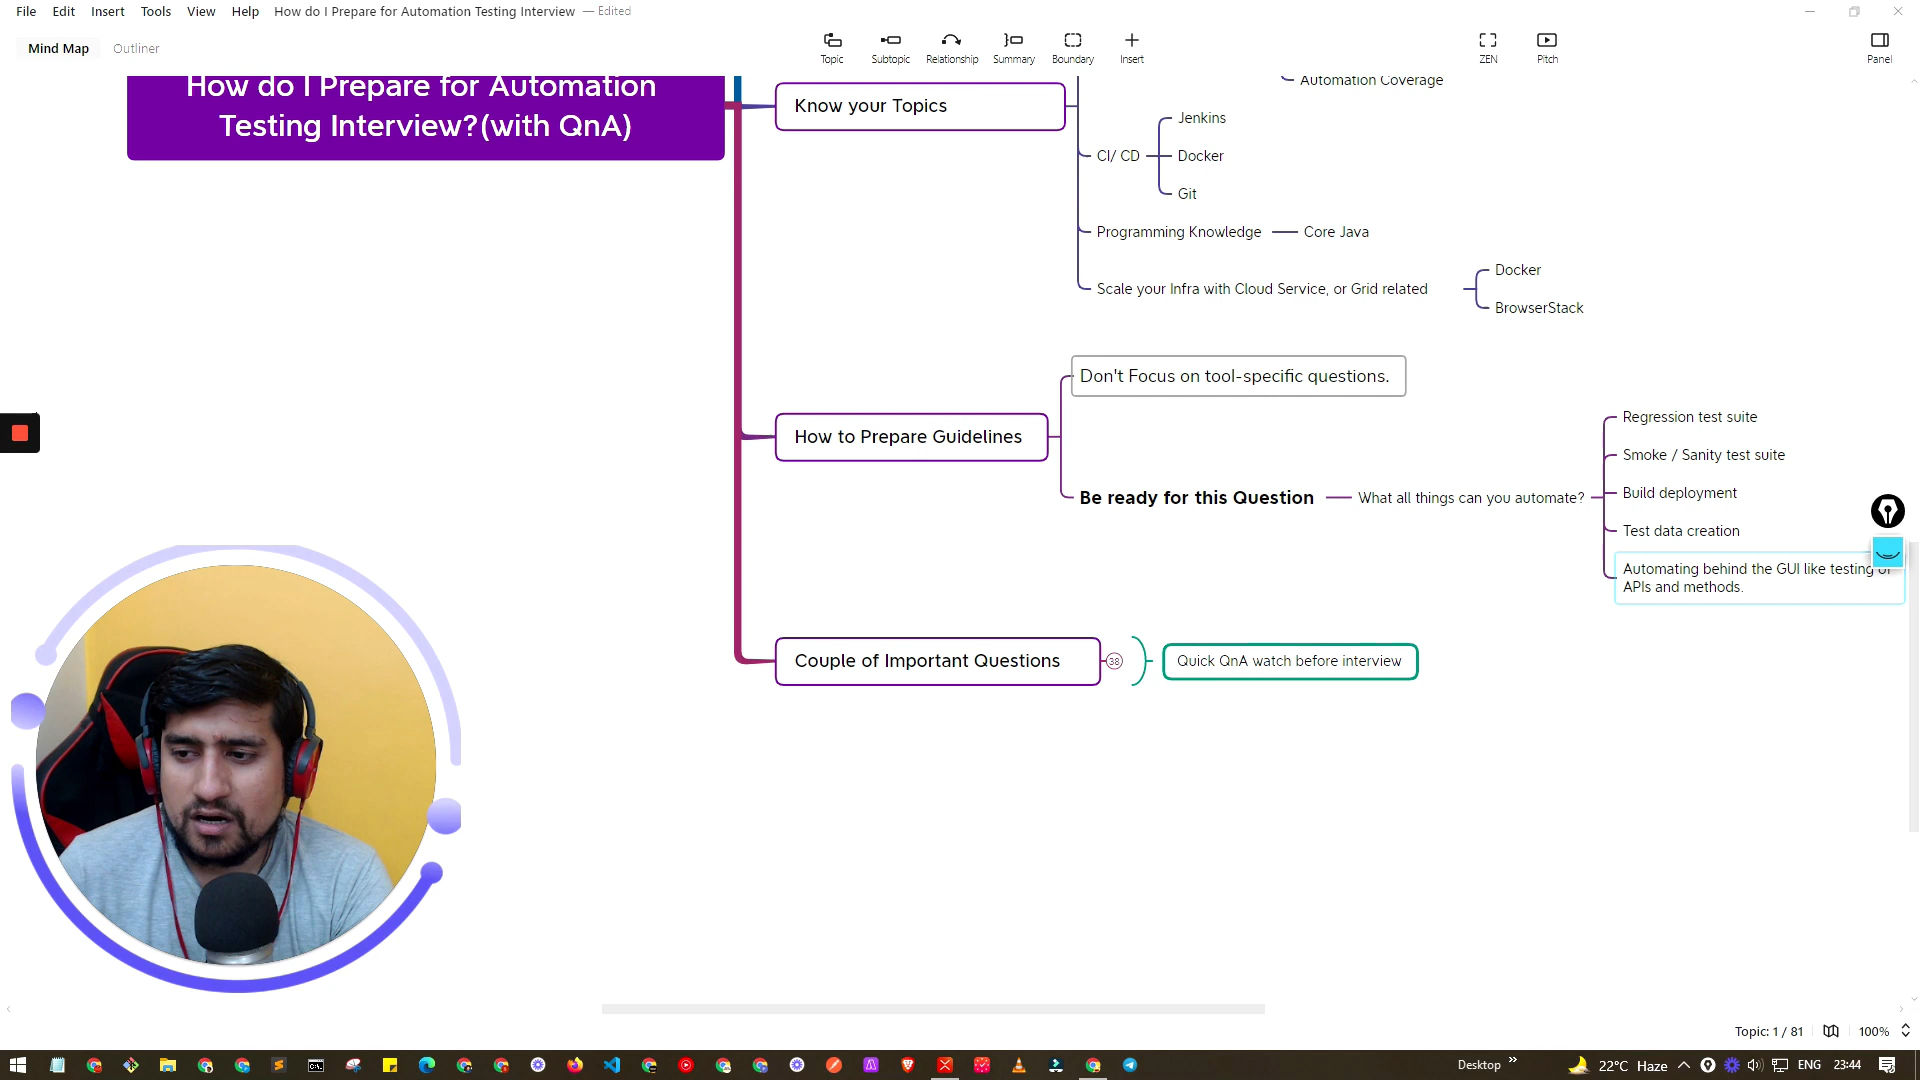 File Edit Insert Tools View Help How do I Prepare for Automation Testing Interview — Edited
Mind Map Outliner
Topic Subtopic Relationship Summary Boundary Insert ZEN Pitch Panel
How do I Prepare for Automation
Testing Interview?(with QnA)
Know your Topics
Automation Coverage
CI/ CD
Jenkins
Docker
Git
Programming Knowledge
Core Java
Scale your Infra with Cloud Service, or Grid related
Docker
BrowserStack
How to Prepare Guidelines
Don't Focus on tool-specific questions.
Be ready for this Question
What all things can you automate?
Regression test suite
Smoke / Sanity test suite
Build deployment
Test data creation
Automating behind the GUI like testing of
APIs and methods.
Couple of Important Questions
38
Quick QnA watch before interview
Topic: 1 / 81 100%
Desktop 22°C Haze ENG 23:44